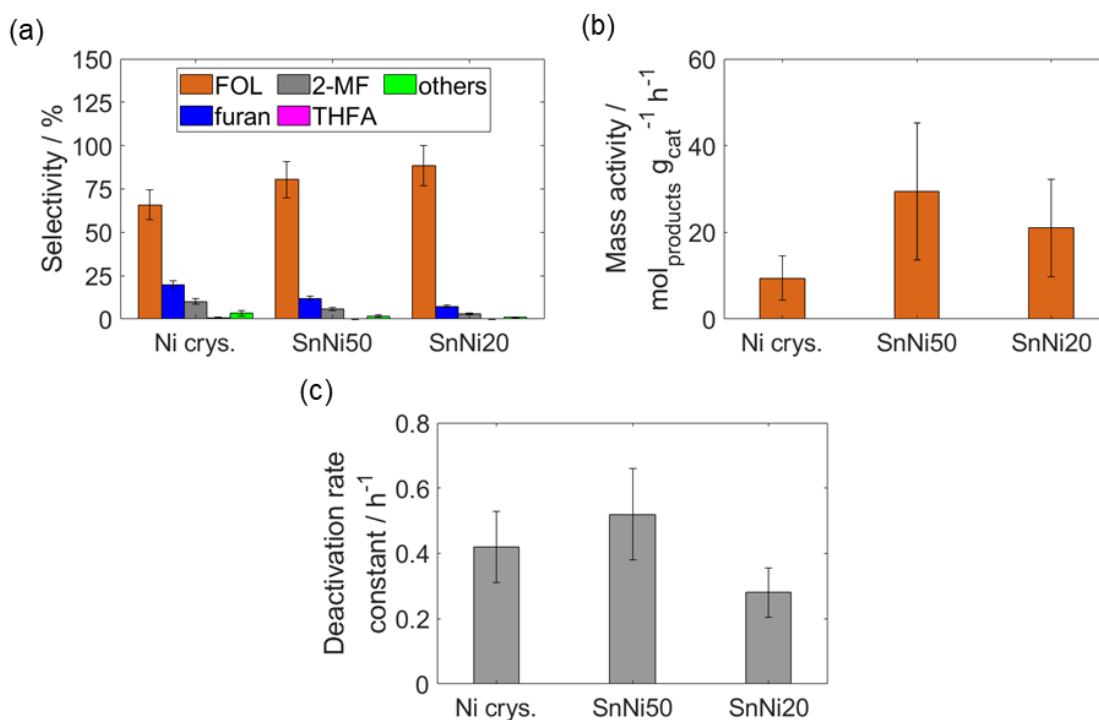 (a)
150
125
100
75
50
25
0
Selectivity / %
FOL 2-MF others
furan THFA
Ni crys. SnNi50 SnNi20
(b)
60
40
20
0
Mass activity /
mol_products g_cat^-1 h^-1
Ni crys. SnNi50 SnNi20
(c)
0.8
0.6
0.4
0.2
0
Deactivation rate
constant / h^-1
Ni crys. SnNi50 SnNi20